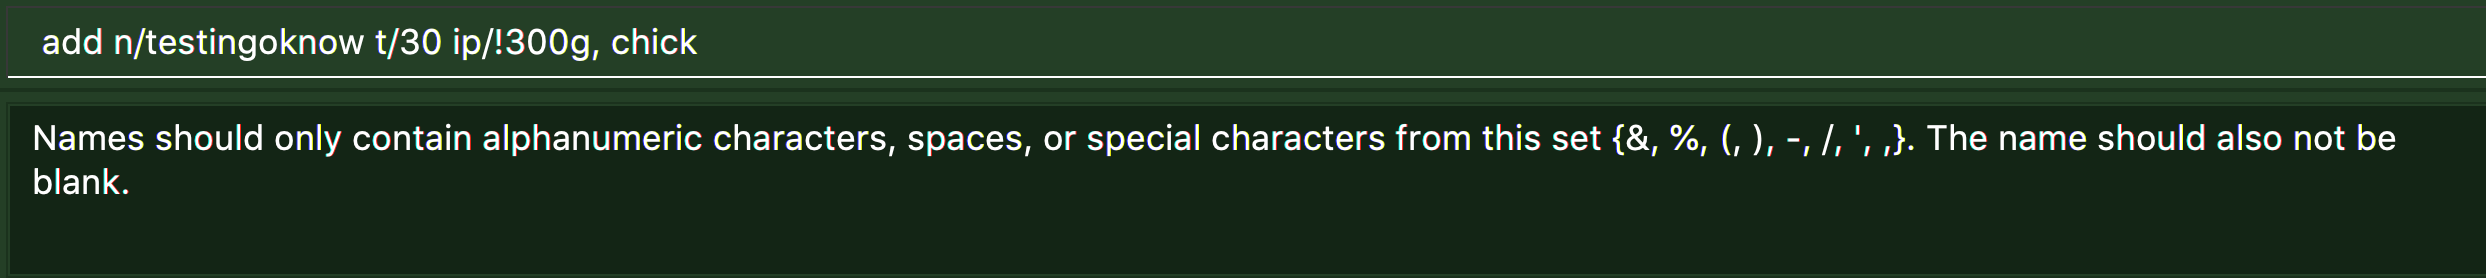 add n/testingoknow t/30 ip/!300g, chick
Names should only contain alphanumeric characters, spaces, or special characters from this set {&, %, (, ), -, /, ', ,}. The name should also not be
blank.